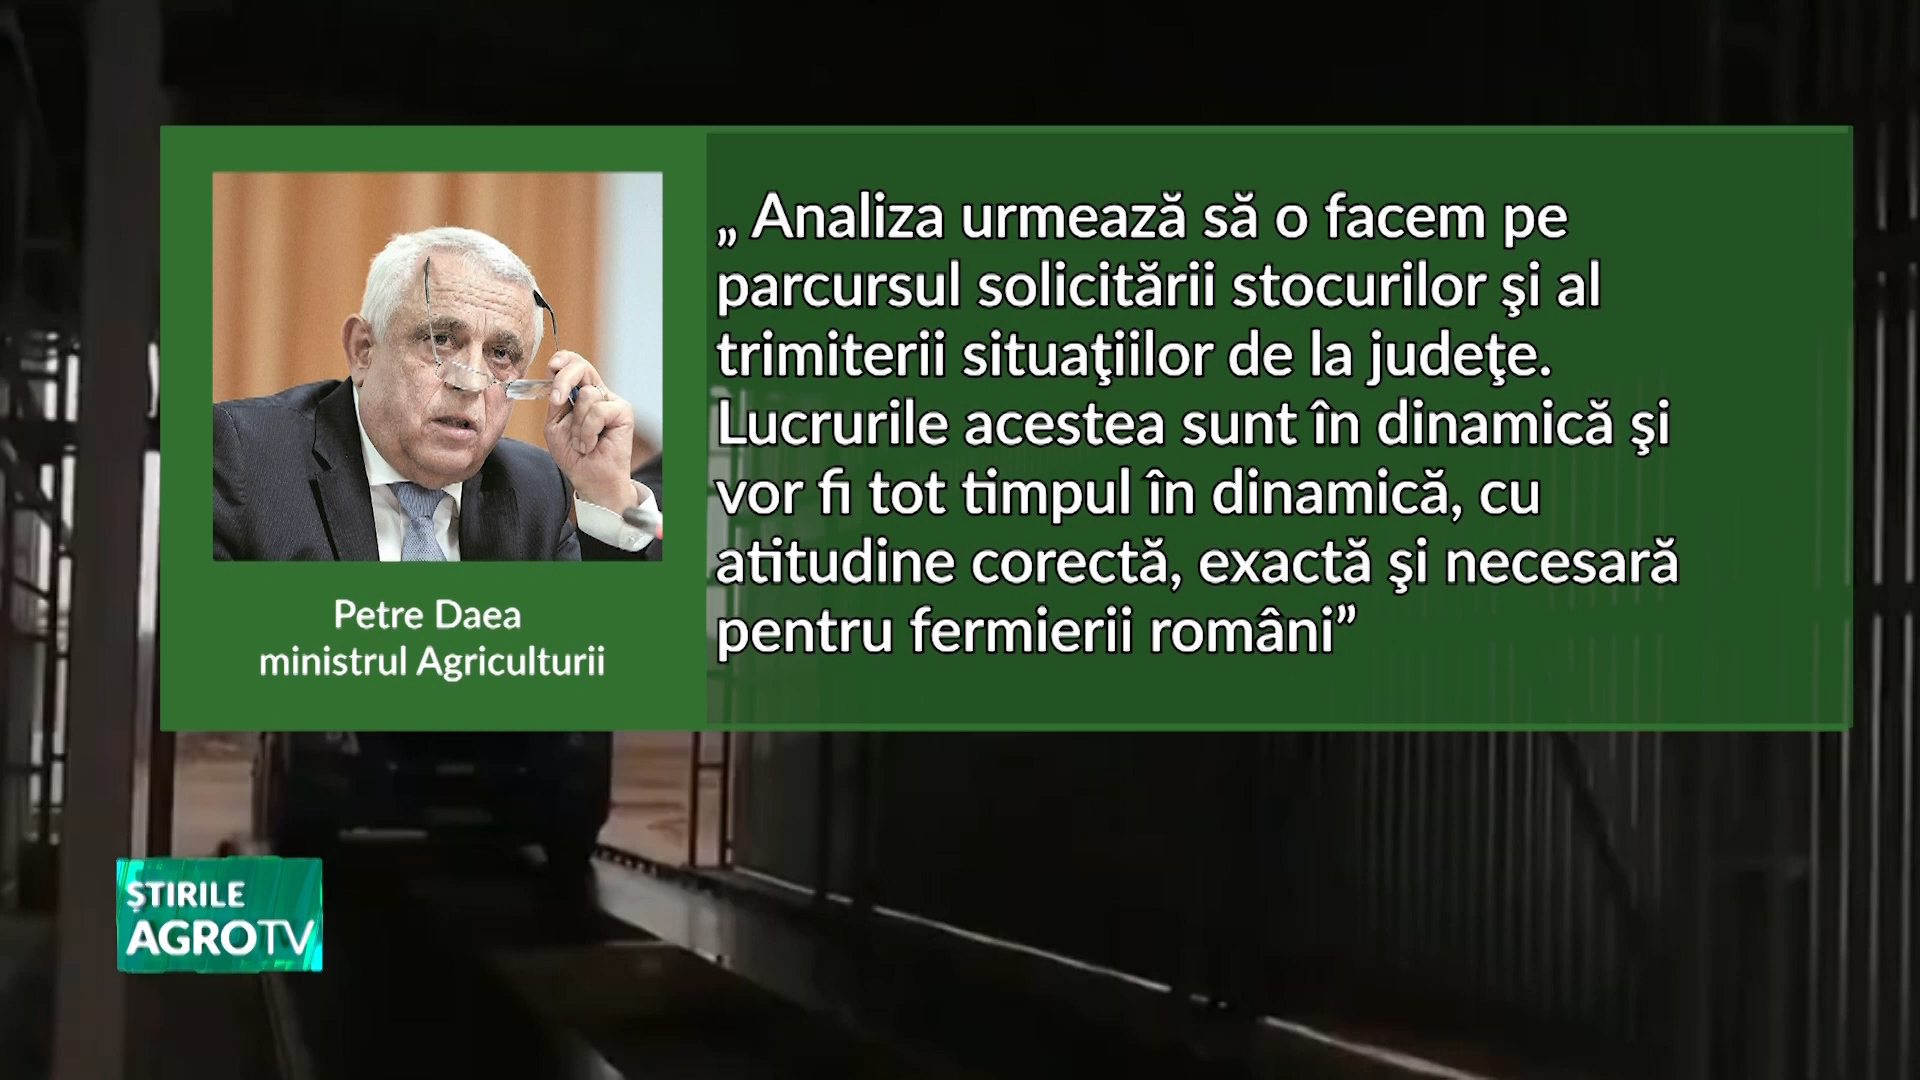 „ Analiza urmează să o facem pe
parcursul solicitării stocurilor şi al
trimiterii situaţiilor de la judeţe.
Lucrurile acestea sunt în dinamică şi
vor fi tot timpul în dinamică, cu
atitudine corectă, exactă şi necesară
pentru fermierii români”
Petre Daea
ministrul Agriculturii
ȘTIRILE
AGROTV